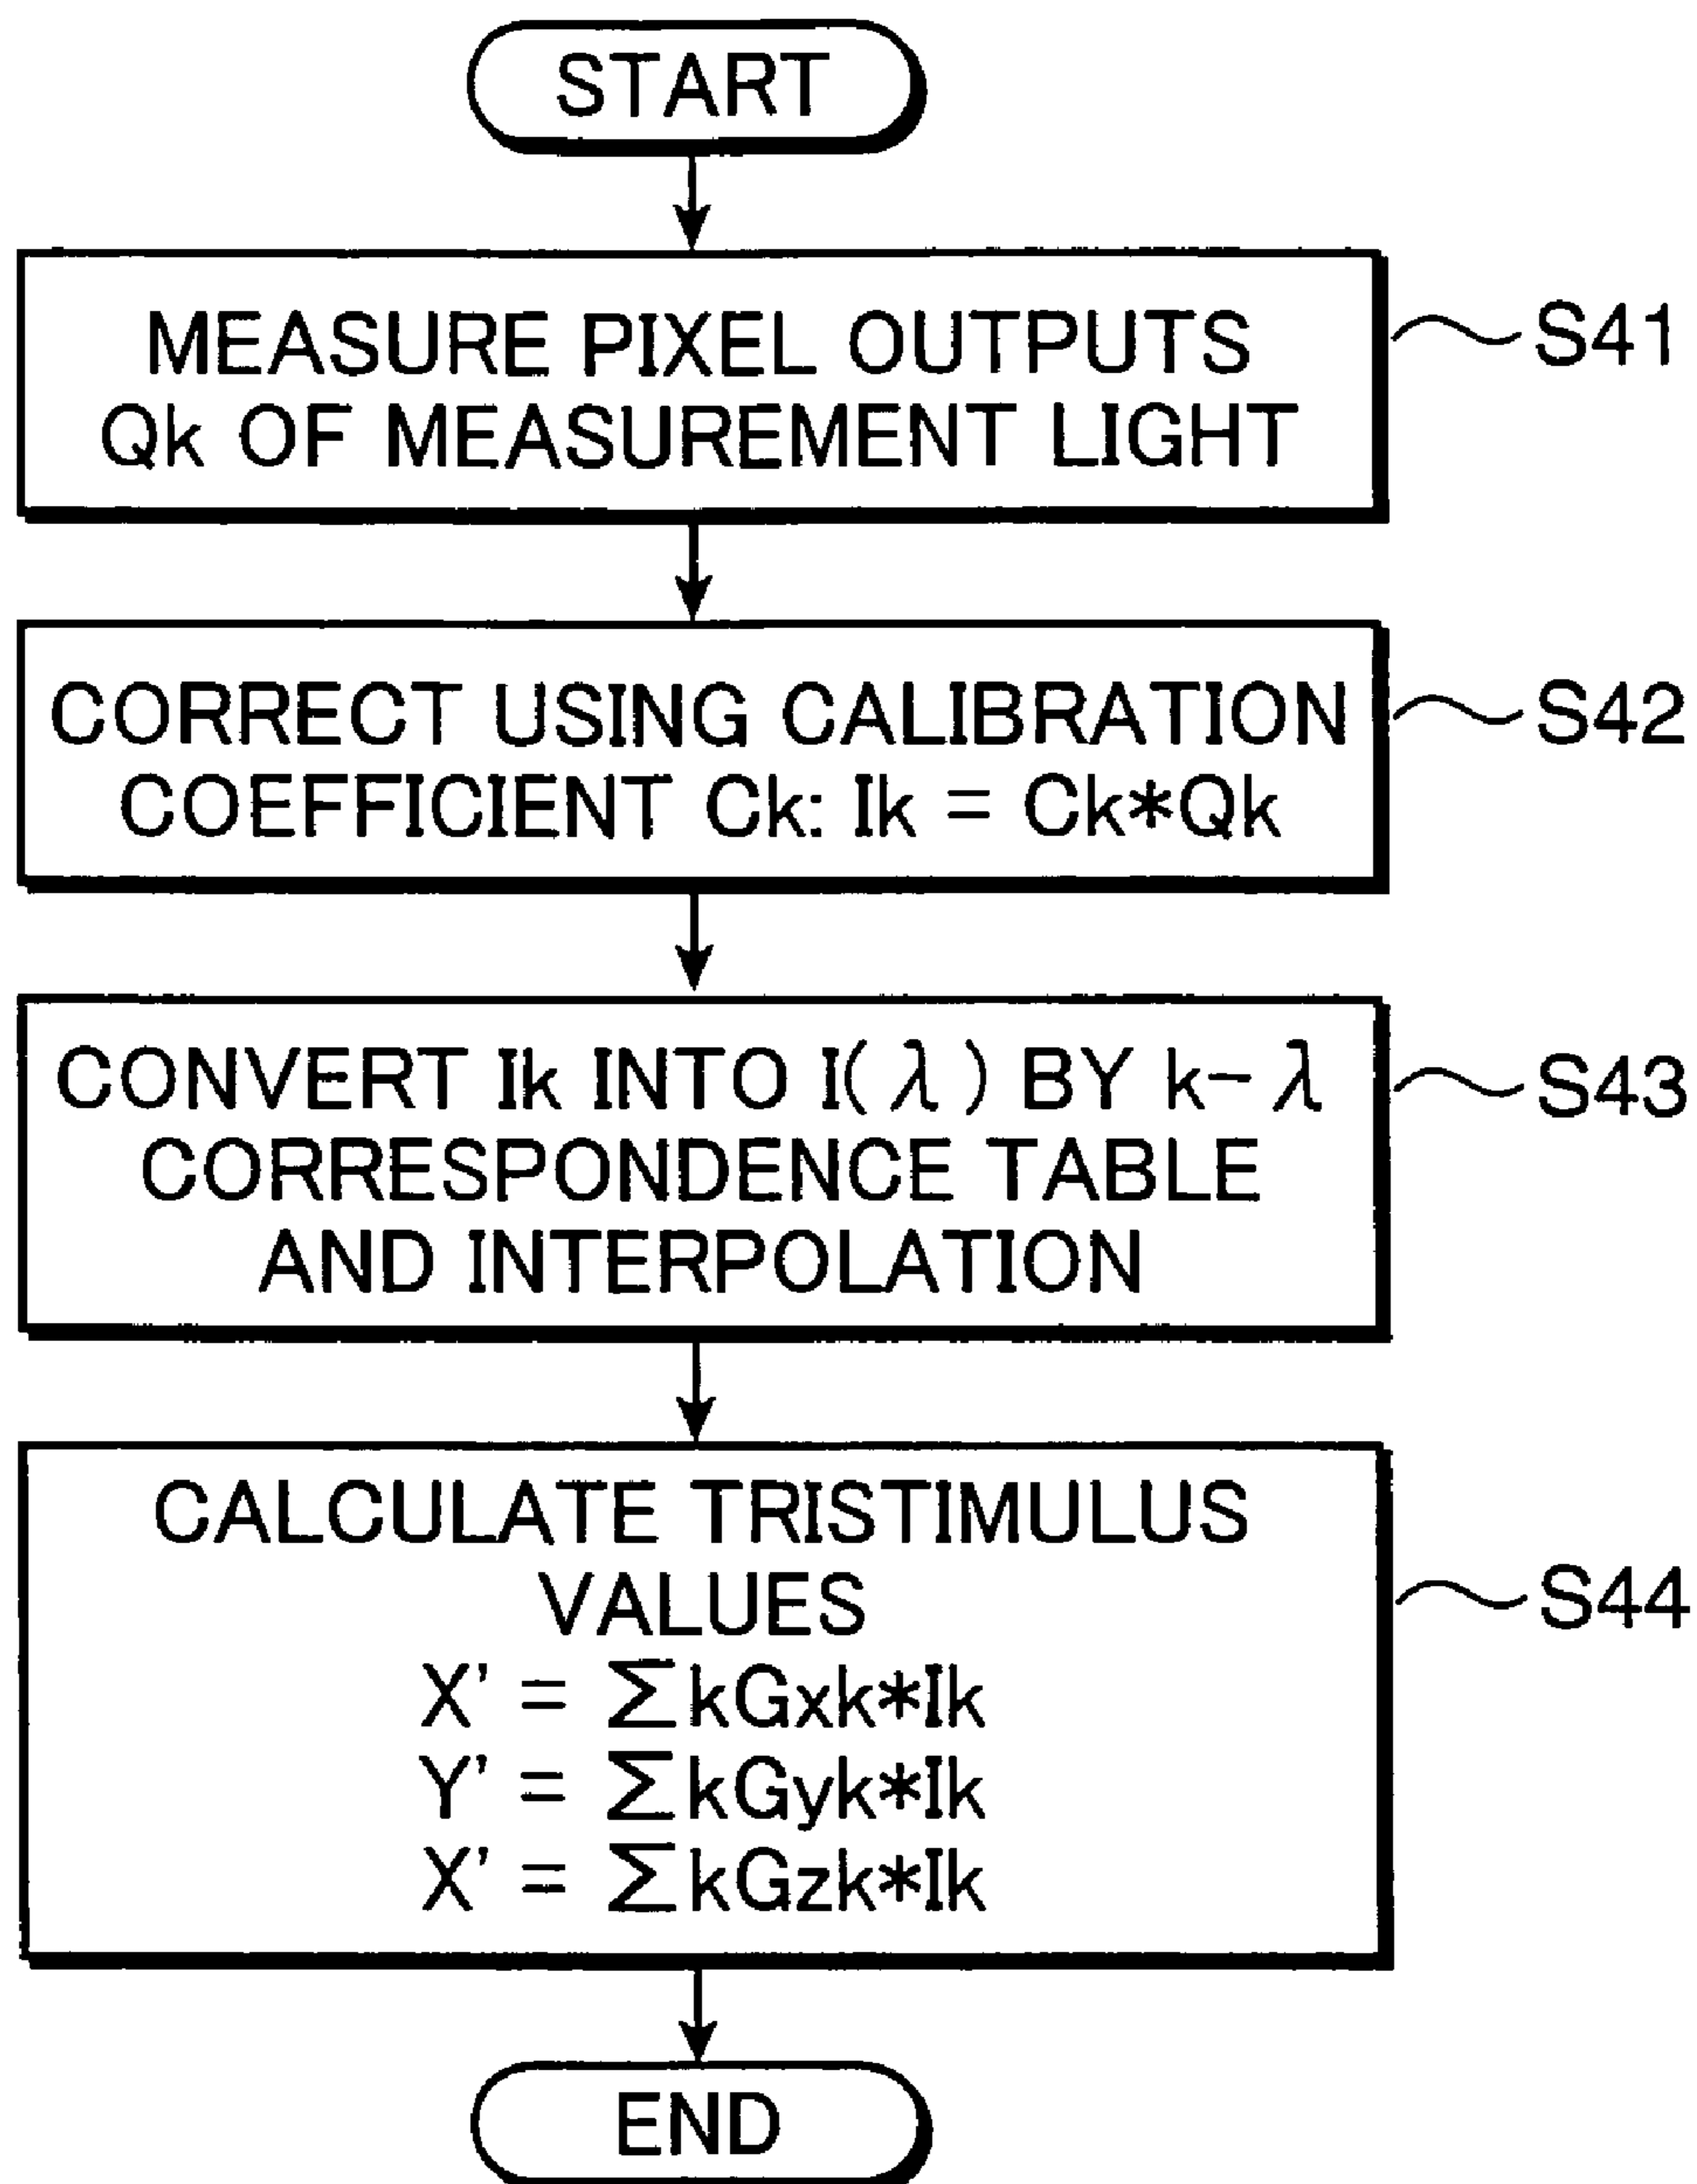 START
MEASURE PIXEL OUTPUTS
Qk OF MEASUREMENT LIGHT
S41
CORRECT USING CALIBRATION
COEFFICIENT Ck: Ik = Ck*Qk
S42
CONVERT Ik INTO I( λ ) BY k- λ
CORRESPONDENCE TABLE
AND INTERPOLATION
S43
CALCULATE TRISTIMULUS
VALUES
X' = ΣkGxk*Ik
Y' = ΣkGyk*Ik
X' = ΣkGzk*Ik
S44
END